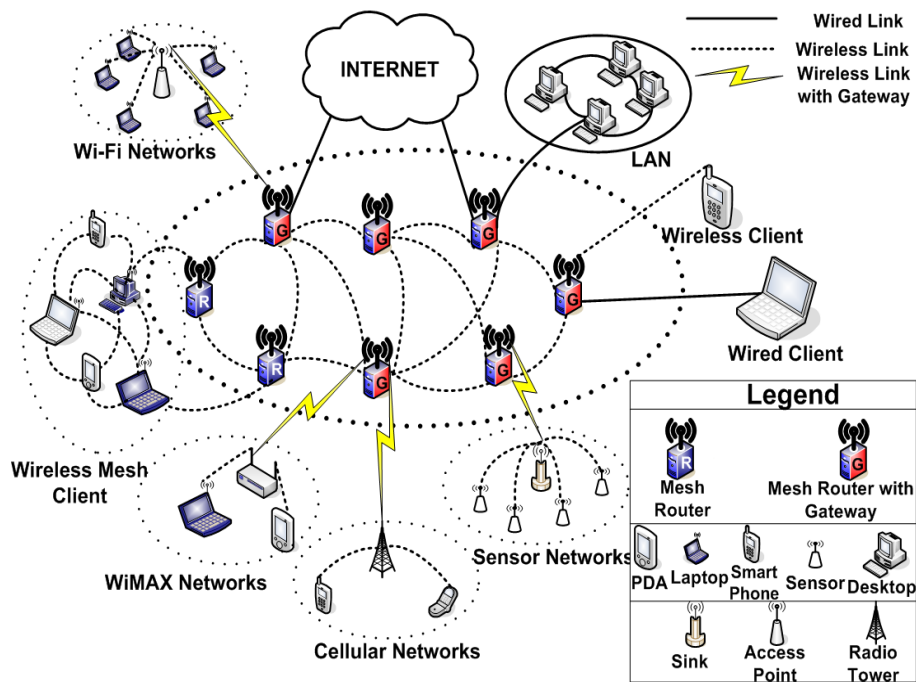 Wired Link
Wireless Link
Wireless Link
with Gateway
INTERNET
Wi-Fi Networks
LAN
G
G
G
Wireless Client
R
G
Wired Client
R
G
G
Wireless Mesh
Client
WiMAX Networks
Sensor Networks
Cellular Networks
Legend
R
G
Mesh
Router
Mesh Router with
Gateway
PDA
Laptop
Smart
Phone
Sensor
Desktop
Sink
Access
Point
Radio
Tower